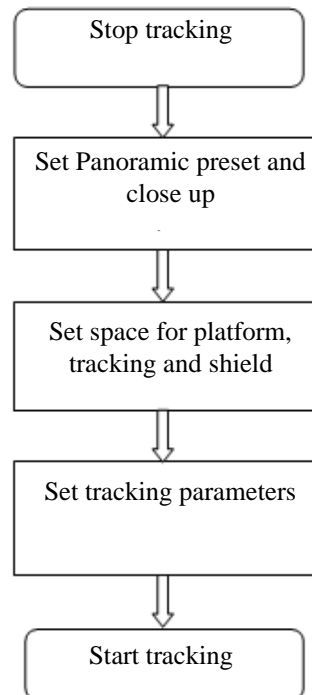 Stop tracking
Set Panoramic preset and
close up
Set space for platform,
tracking and shield
Set tracking parameters
Start tracking